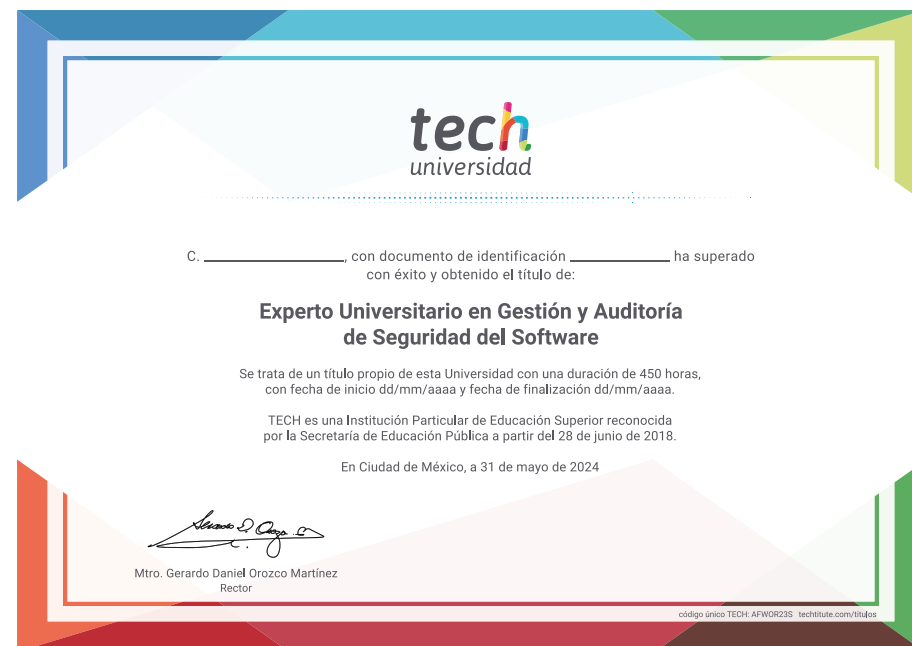 tech
universidad
C. ____________, con documento de identificación ____________ ha superado
con éxito y obtenido el título de:
Experto Universitario en Gestión y Auditoría
de Seguridad del Software
Se trata de un título propio de esta Universidad con una duración de 450 horas,
con fecha de inicio dd/mm/aaaa y fecha de finalización dd/mm/aaaa.
TECH es una Institución Particular de Educación Superior reconocida
por la Secretaría de Educación Pública a partir del 28 de junio de 2018.
En Ciudad de México, a 31 de mayo de 2024
Mtro. Gerardo Daniel Orozco Martínez
Rector
código único TECH: AFWOR23S techtitute.com/titulos